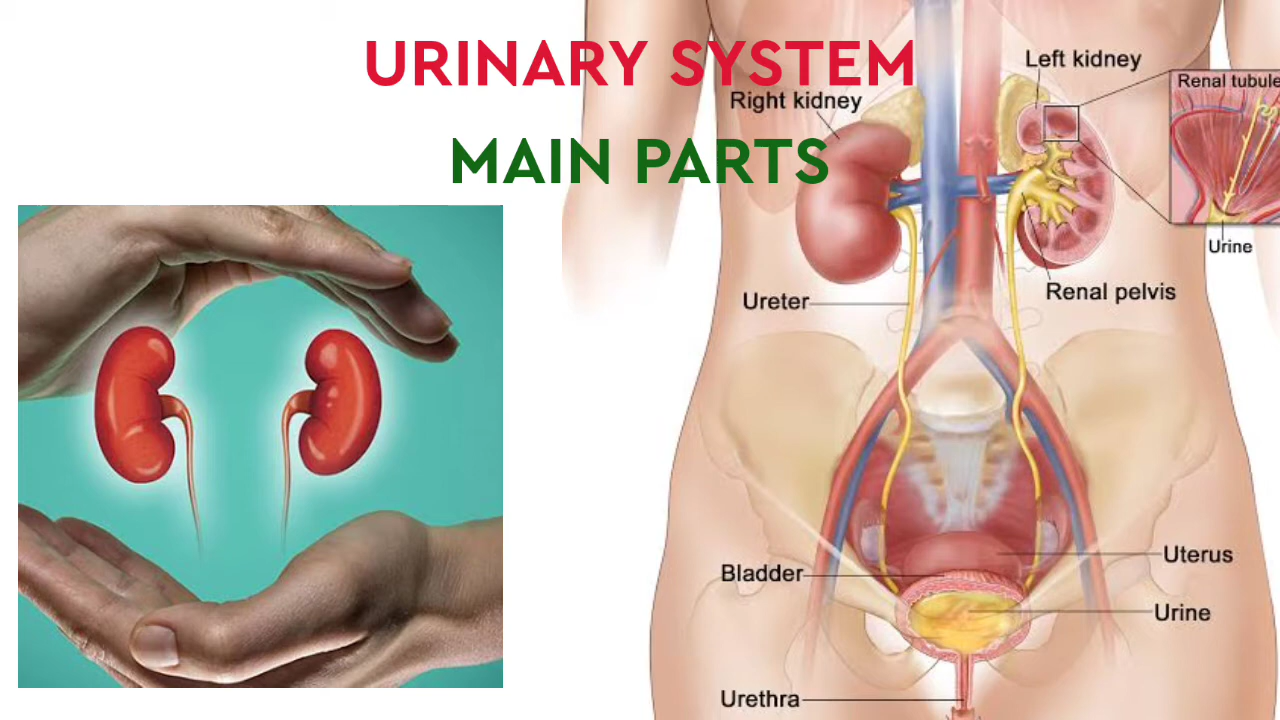 URINARY SYSTEM
MAIN PARTS
Left kidney
Renal tubule
Right kidney
Urine
Renal pelvis
Ureter
Uterus
Bladder
Urine
Urethra